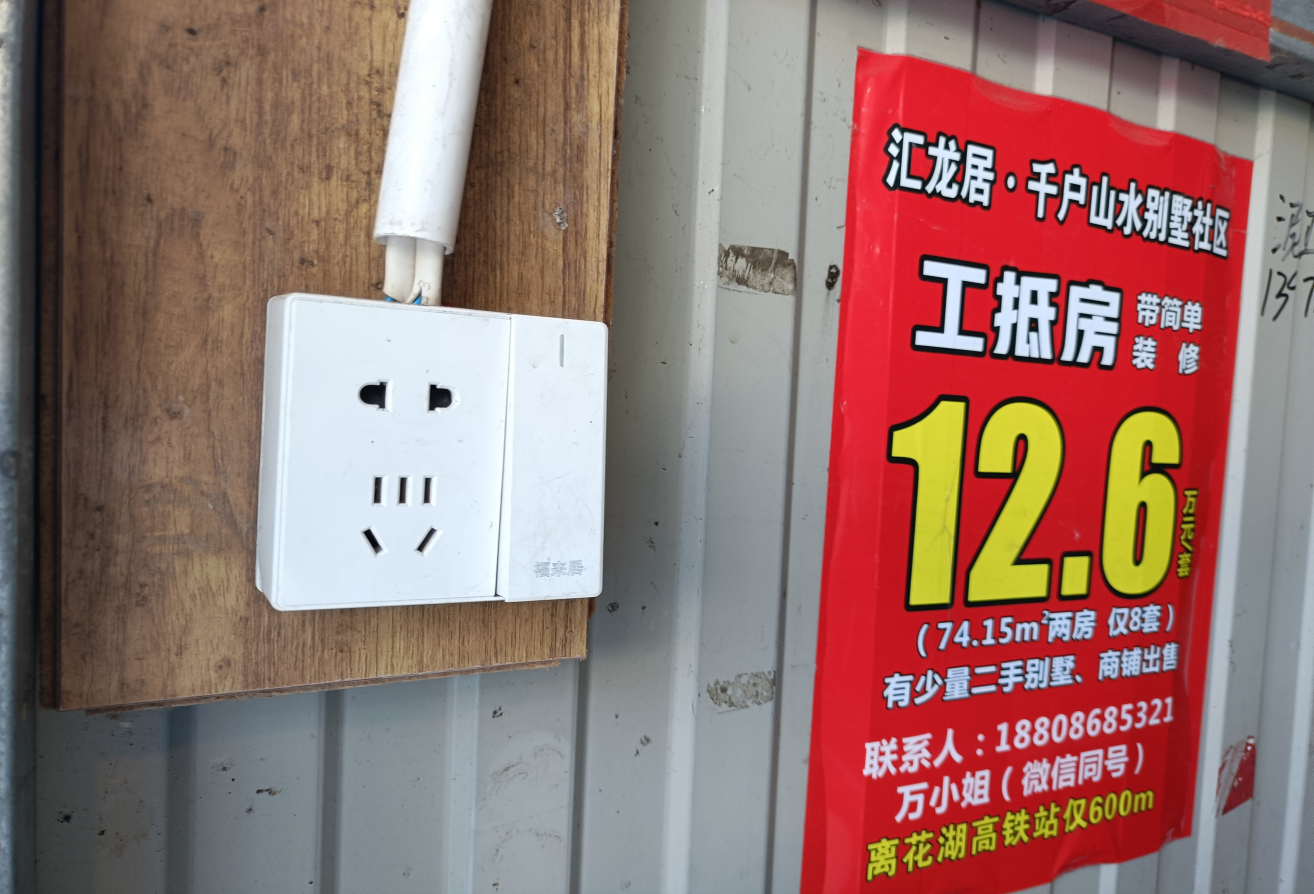 福来居
汇龙居·千户山水别墅社区
工抵房
带简单
装 修
12.6
万元/套
(74.15m²两房 仅8套)
有少量二手别墅、商铺出售
联系人:18808685321
万小姐(微信同号)
离花湖高铁站仅600m